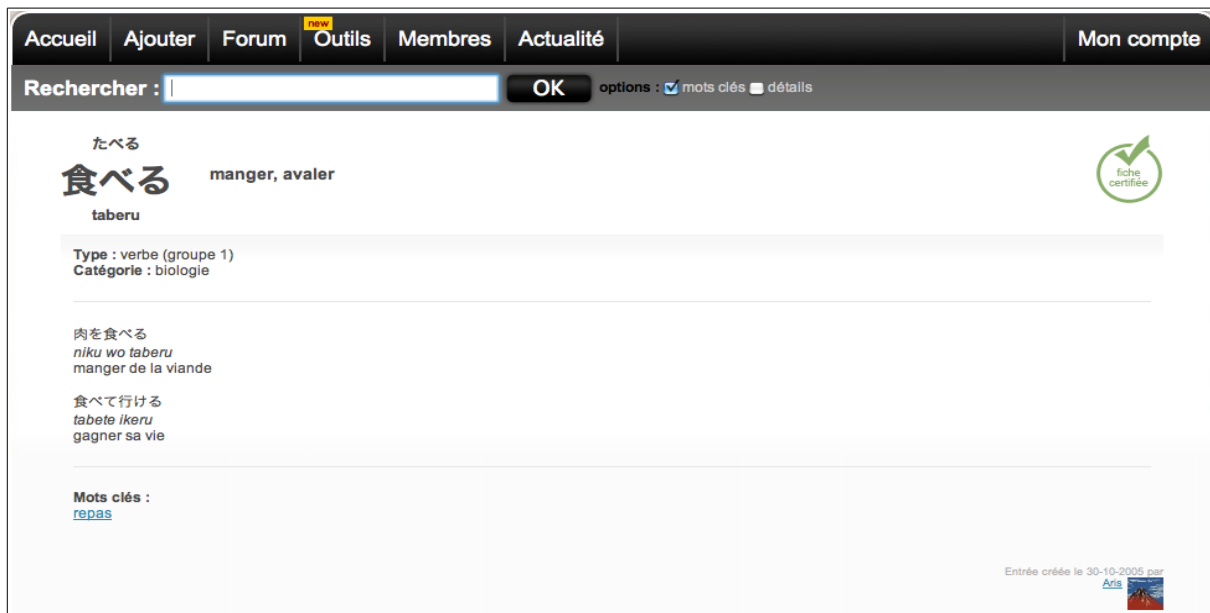 new
Accueil Ajouter Forum Outils Membres Actualité Mon compte
Rechercher : OK options : mots clés détails
たべる
食べる manger, avaler
taberu
fiche
certifiée
Type : verbe (groupe 1)
Catégorie : biologie
肉を食べる
niku wo taberu
manger de la viande
食べて行ける
tabete ikeru
gagner sa vie
Mots clés :
repas
Entrée créée le 30-10-2005 par
Aris